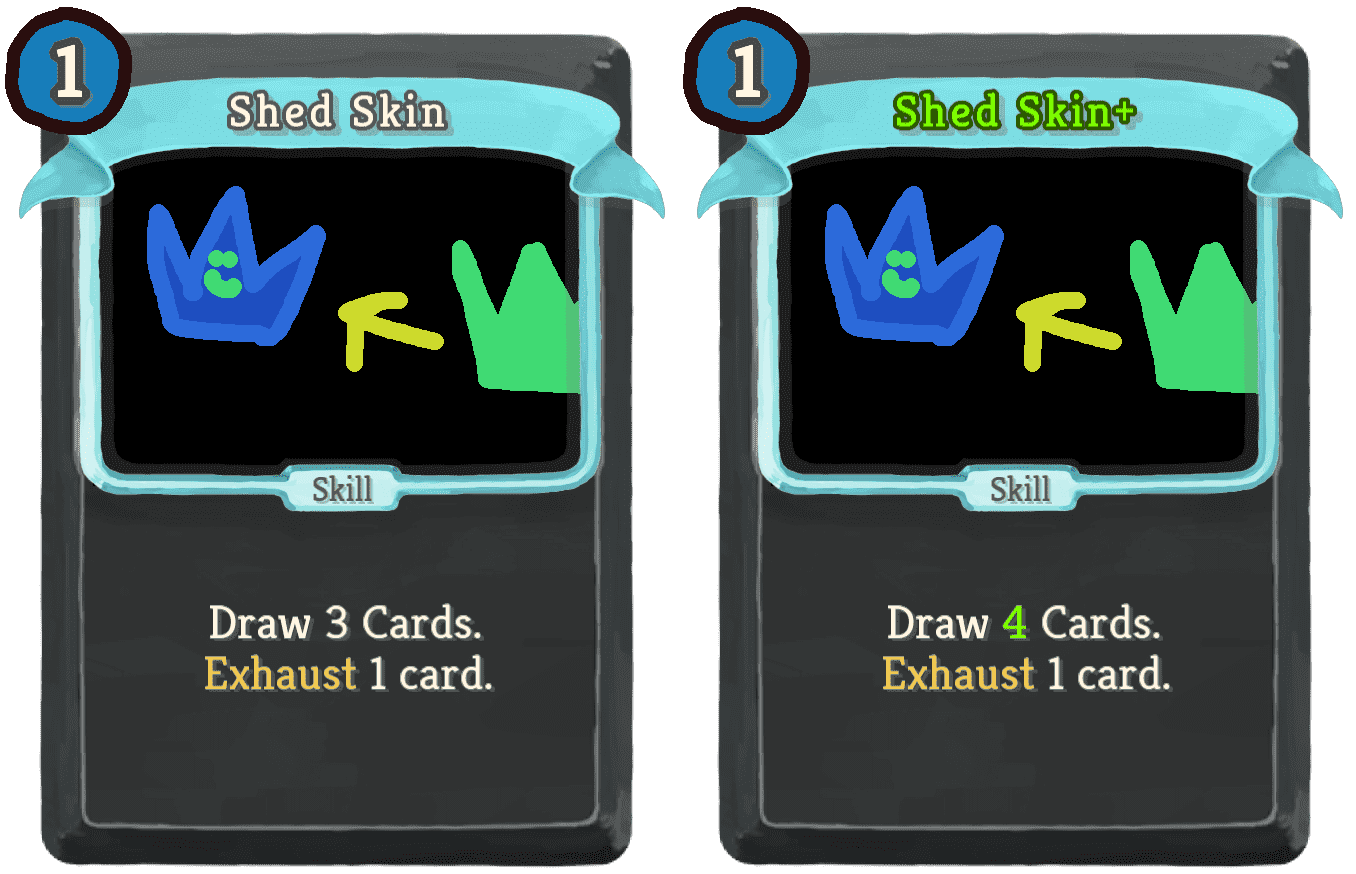 1
Shed Skin
Skill
Draw 3 Cards.
Exhaust 1 card.
1
Shed Skin+
Skill
Draw 4 Cards.
Exhaust 1 card.